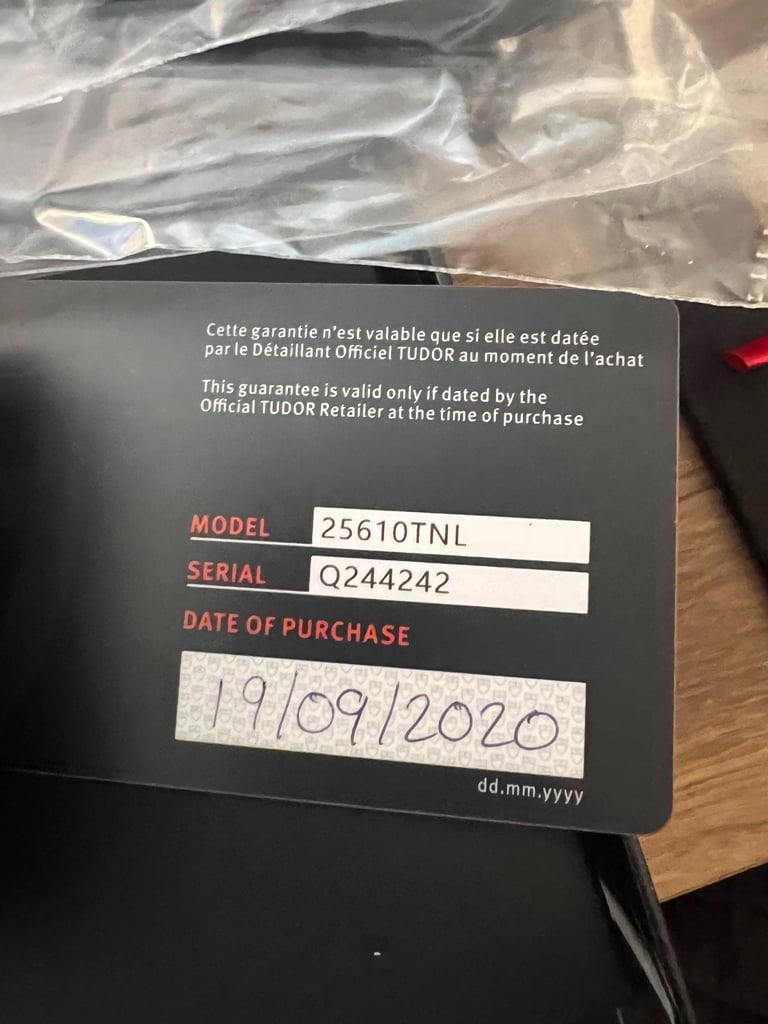 Cette garantie n'est valable que si elle est datée
par le Détaillant Officiel TUDOR au moment de l'achat
This guarantee is valid only if dated by the
Official TUDOR Retailer at the time of purchase
MODEL 25610TNL
SERIAL Q244242
DATE OF PURCHASE
19/09/2020
dd.mm.yyyy